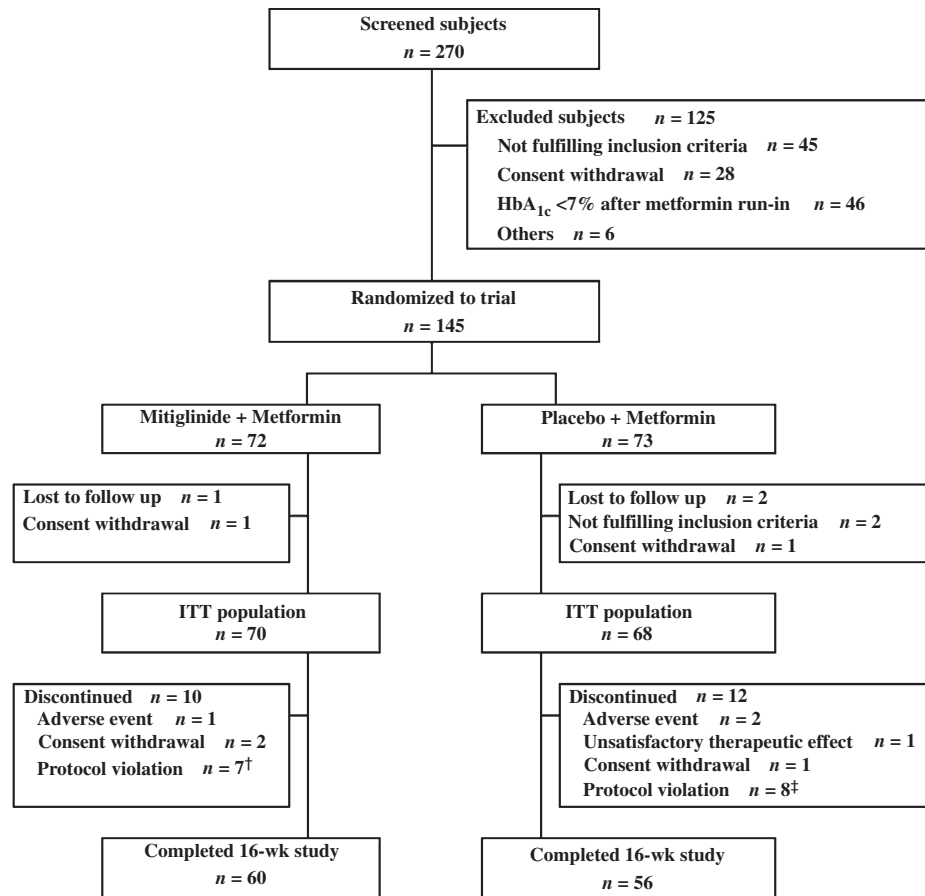 Screened subjects
n = 270
Excluded subjects n = 125
Not fulfilling inclusion criteria n = 45
Consent withdrawal n = 28
HbA1c <7% after metformin run-in n = 46
Others n = 6
Randomized to trial
n = 145
Mitiglinide + Metformin
n = 72
Placebo + Metformin
n = 73
Lost to follow up n = 1
Consent withdrawal n = 1
Lost to follow up n = 2
Not fulfilling inclusion criteria n = 2
Consent withdrawal n = 1
ITT population
n = 70
ITT population
n = 68
Discontinued n = 10
Adverse event n = 1
Consent withdrawal n = 2
Protocol violation n = 7†
Discontinued n = 12
Adverse event n = 2
Unsatisfactory therapeutic effect n = 1
Consent withdrawal n = 1
Protocol violation n = 8‡
Completed 16-wk study
n = 60
Completed 16-wk study
n = 56